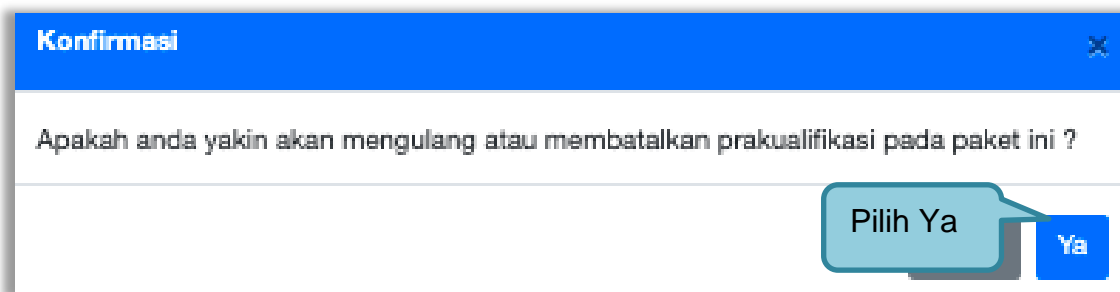 Konfirmasi ×
Apakah anda yakin akan mengulang atau membatalkan prakualifikasi pada paket ini ?
Pilih Ya
Ya